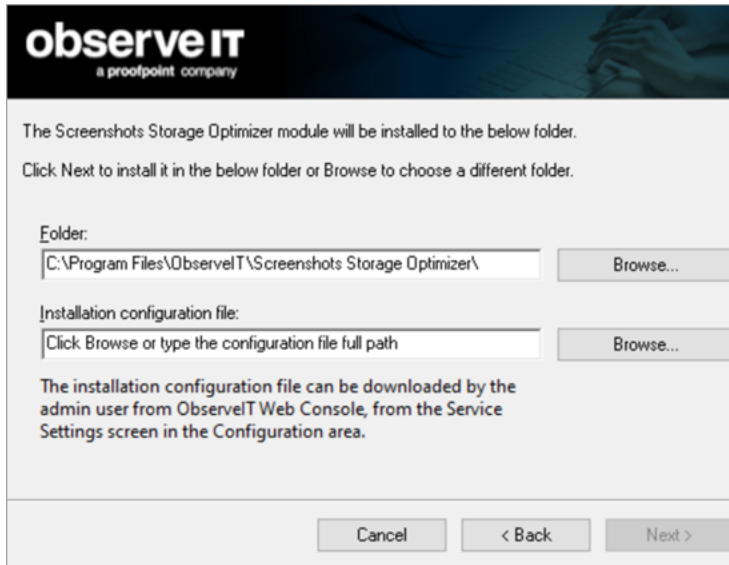 observe IT
a proofpoint company
The Screenshots Storage Optimizer module will be installed to the below folder.
Click Next to install it in the below folder or Browse to choose a different folder.
Folder:
C:\Program Files\ObserveIT\Screenshots Storage Optimizer\
Browse...
Installation configuration file:
Click Browse or type the configuration file full path
Browse...
The installation configuration file can be downloaded by the
admin user from ObserveIT Web Console, from the Service
Settings screen in the Configuration area.
Cancel
< Back
Next >